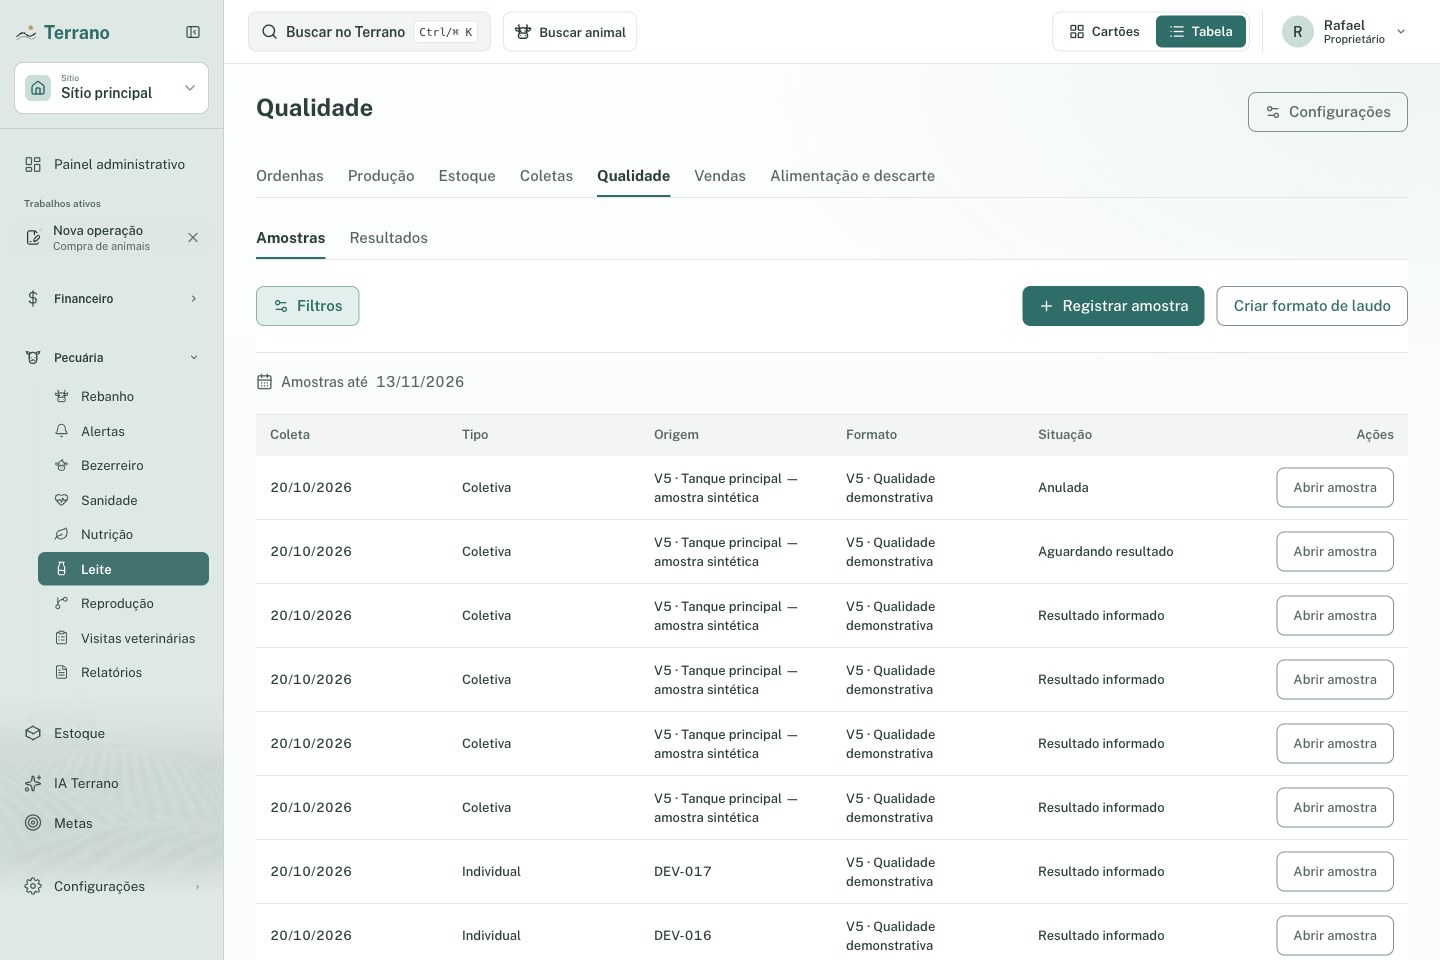 Terrano
Sítio
Sítio principal
Painel administrativo
Trabalhos ativos
Nova operação
Compra de animais
Financeiro
Pecuária
Rebanho
Alertas
Bezerreiro
Sanidade
Nutrição
Leite
Reprodução
Visitas veterinárias
Relatórios
Estoque
IA Terrano
Metas
Configurações
Buscar no Terrano Ctrl/⌘ K
Buscar animal
Cartões
Tabela
R
Rafael
Proprietário
Qualidade
Configurações
Ordenhas Produção Estoque Coletas Qualidade Vendas Alimentação e descarte
Amostras Resultados
Filtros
Registrar amostra
Criar formato de laudo
Amostras até 13/11/2026
Coleta Tipo Origem Formato Situação Ações
20/10/2026 Coletiva V5 · Tanque principal — amostra sintética V5 · Qualidade demonstrativa Anulada Abrir amostra
20/10/2026 Coletiva V5 · Tanque principal — amostra sintética V5 · Qualidade demonstrativa Aguardando resultado Abrir amostra
20/10/2026 Coletiva V5 · Tanque principal — amostra sintética V5 · Qualidade demonstrativa Resultado informado Abrir amostra
20/10/2026 Coletiva V5 · Tanque principal — amostra sintética V5 · Qualidade demonstrativa Resultado informado Abrir amostra
20/10/2026 Coletiva V5 · Tanque principal — amostra sintética V5 · Qualidade demonstrativa Resultado informado Abrir amostra
20/10/2026 Coletiva V5 · Tanque principal — amostra sintética V5 · Qualidade demonstrativa Resultado informado Abrir amostra
20/10/2026 Individual DEV-017 V5 · Qualidade demonstrativa Resultado informado Abrir amostra
20/10/2026 Individual DEV-016 V5 · Qualidade demonstrativa Resultado informado Abrir amostra